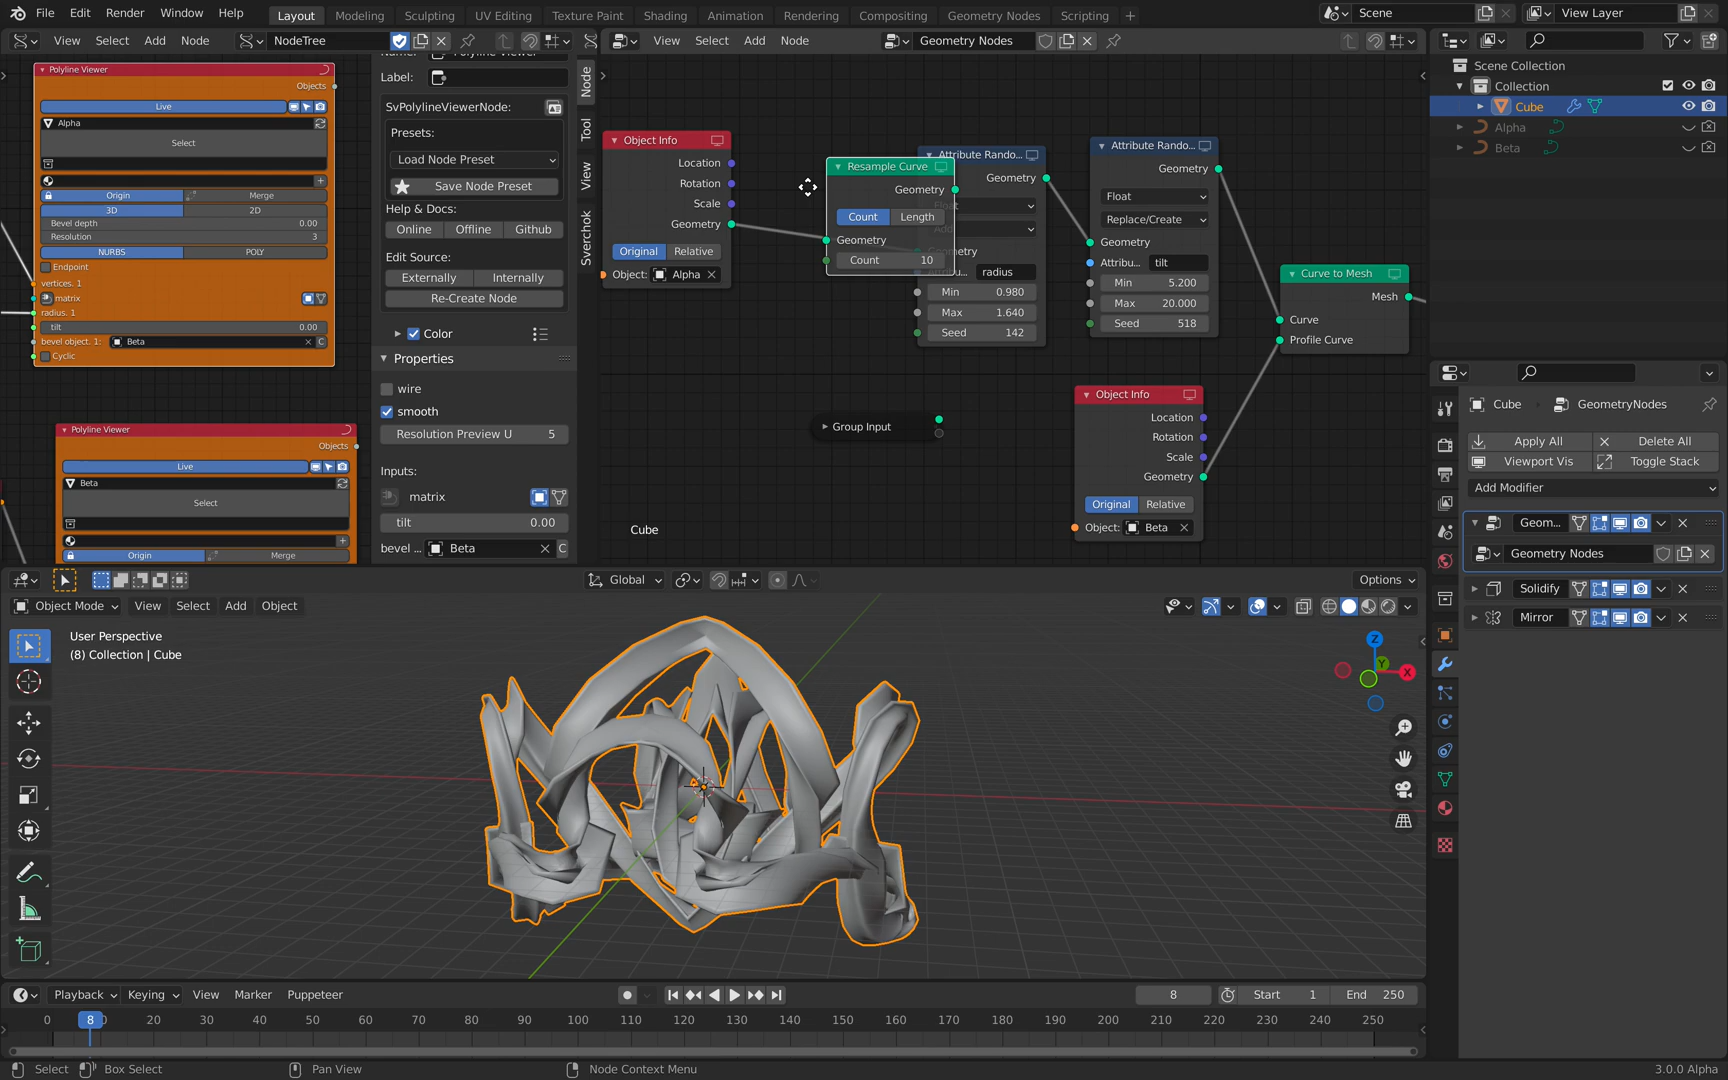 File Edit Render Window Help Layout Modeling Sculpting UV Editing Texture Paint Shading Animation Rendering Compositing Geometry Nodes Scripting Scene View Layer
View Select Add Node NodeTree
View Select Add Node Geometry Nodes
Polyline Viewer
Objects
Live
Alpha
Select
Origin Merge
3D 2D
Bevel depth 0.00
Resolution 3
NURBS POLY
Endpoint
vertices. 1
matrix
radius. 1
tilt 0.00
bevel object. 1: Beta C
Cyclic
Polyline Viewer
Objects
Live
Beta
Select
Origin Merge
Label:
SvPolylineViewerNode:
Presets:
Load Node Preset
Save Node Preset
Help & Docs:
Online Offline Github
Edit Source:
Externally Internally
Re-Create Node
Color
Properties
wire
smooth
Resolution Preview U 5
Inputs:
matrix
tilt 0.00
bevel ... Beta C
Node
Tool
View
Sverchok
Object Info
Location
Rotation
Scale
Geometry
Original Relative
Object: Alpha
Resample Curve
Geometry
Count Length
Geometry
Count 10
Attribute Rando...
Geometry
radius
Min 0.980
Max 1.640
Seed 142
Attribute Rando...
Geometry
Float
Replace/Create
Geometry
Attribu... tilt
Min 5.200
Max 20.000
Seed 518
Curve to Mesh
Mesh
Curve
Profile Curve
Group Input
Object Info
Location
Rotation
Scale
Geometry
Original Relative
Object: Beta
Cube
Scene Collection
Collection
Cube
Alpha
Beta
Cube GeometryNodes
Apply All Delete All
Viewport Vis Toggle Stack
Add Modifier
Geom...
Geometry Nodes
Solidify
Mirror
Global Options
Object Mode View Select Add Object
User Perspective
(8) Collection | Cube
Z
Y
X
Playback Keying View Marker Puppeteer 8 Start 1 End 250
0 8 20 30 40 50 60 70 80 90 100 110 120 130 140 150 160 170 180 190 200 210 220 230 240 250
Select Box Select Pan View Node Context Menu 3.0.0 Alpha